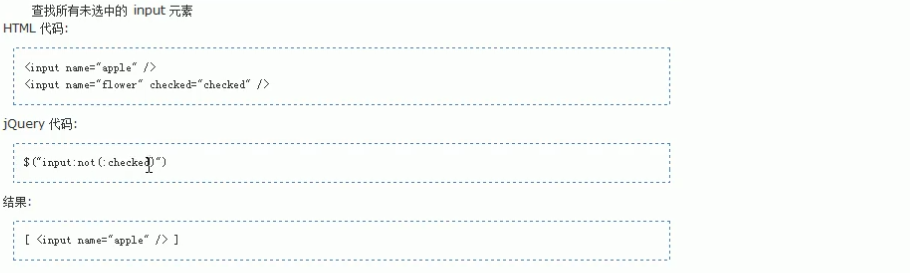 查找所有未选中的 input 元素
HTML 代码:
<input name="apple" />
<input name="flower" checked="checked" />
jQuery 代码:
$("input:not(:checked)")
结果:
[ <input name="apple" /> ]